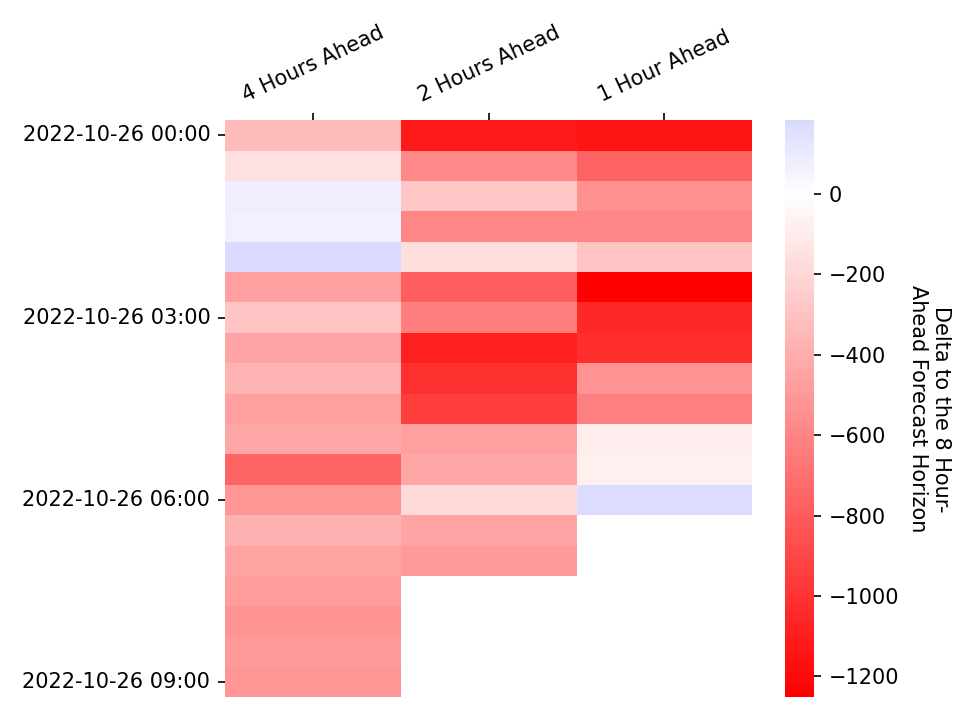 4 Hours Ahead
2 Hours Ahead
1 Hour Ahead
2022-10-26 00:00
2022-10-26 03:00
2022-10-26 06:00
2022-10-26 09:00
0
−200
−400
−600
−800
−1000
−1200
Delta to the 8 Hour-
Ahead Forecast Horizon